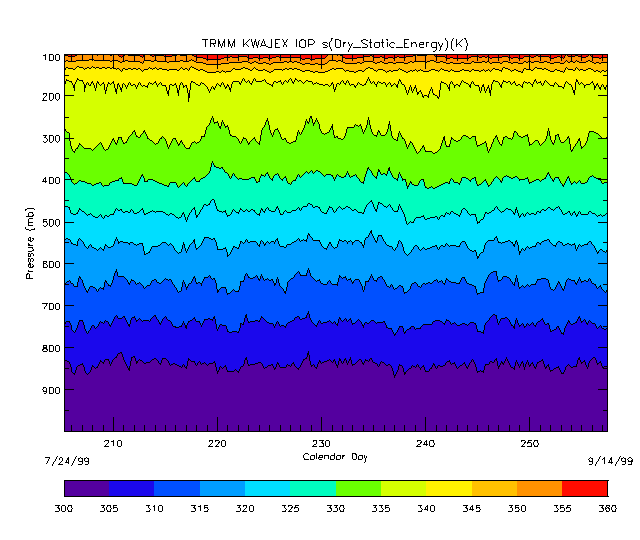 TRMM KWAJEX IOP s(Dry_Static_Energy)(K)
100
200
300
400
500
600
700
800
900
Pressure (mb)
210 220 230 240 250
7/24/99 Calendar Day 9/14/99
300 305 310 315 320 325 330 335 340 345 350 355 360